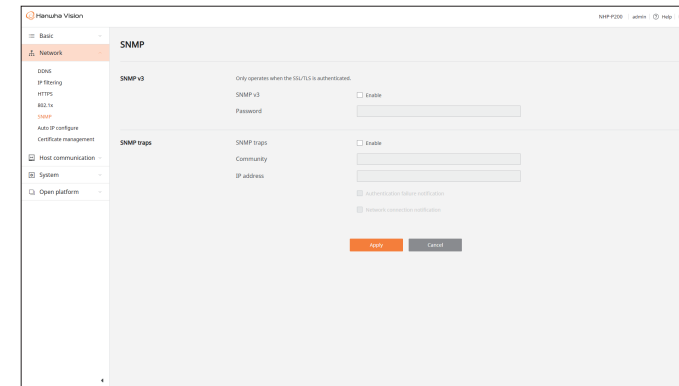 Hanwha Vision
NHP-P200 admin Help
Basic
Network
DDNS
IP filtering
HTTPS
802.1x
SNMP
Auto IP configure
Certificate management
Host communication
System
Open platform
SNMP
SNMP v3
Only operates when the SSL/TLS is authenticated.
SNMP v3 Enable
Password
SNMP traps
SNMP traps Enable
Community
IP address
Authentication failure notification
Network connection notification
Apply Cancel